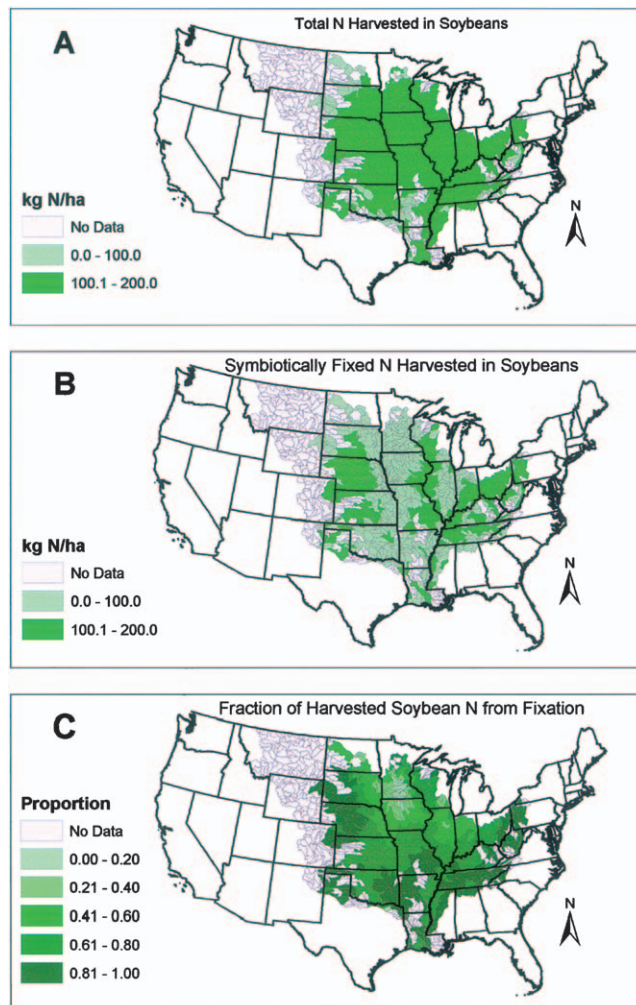 A
Total N Harvested in Soybeans
kg N/ha
No Data
0.0 - 100.0
100.1 - 200.0
N
B
Symbiotically Fixed N Harvested in Soybeans
kg N/ha
No Data
0.0 - 100.0
100.1 - 200.0
N
C
Fraction of Harvested Soybean N from Fixation
Proportion
No Data
0.00 - 0.20
0.21 - 0.40
0.41 - 0.60
0.61 - 0.80
0.81 - 1.00
N